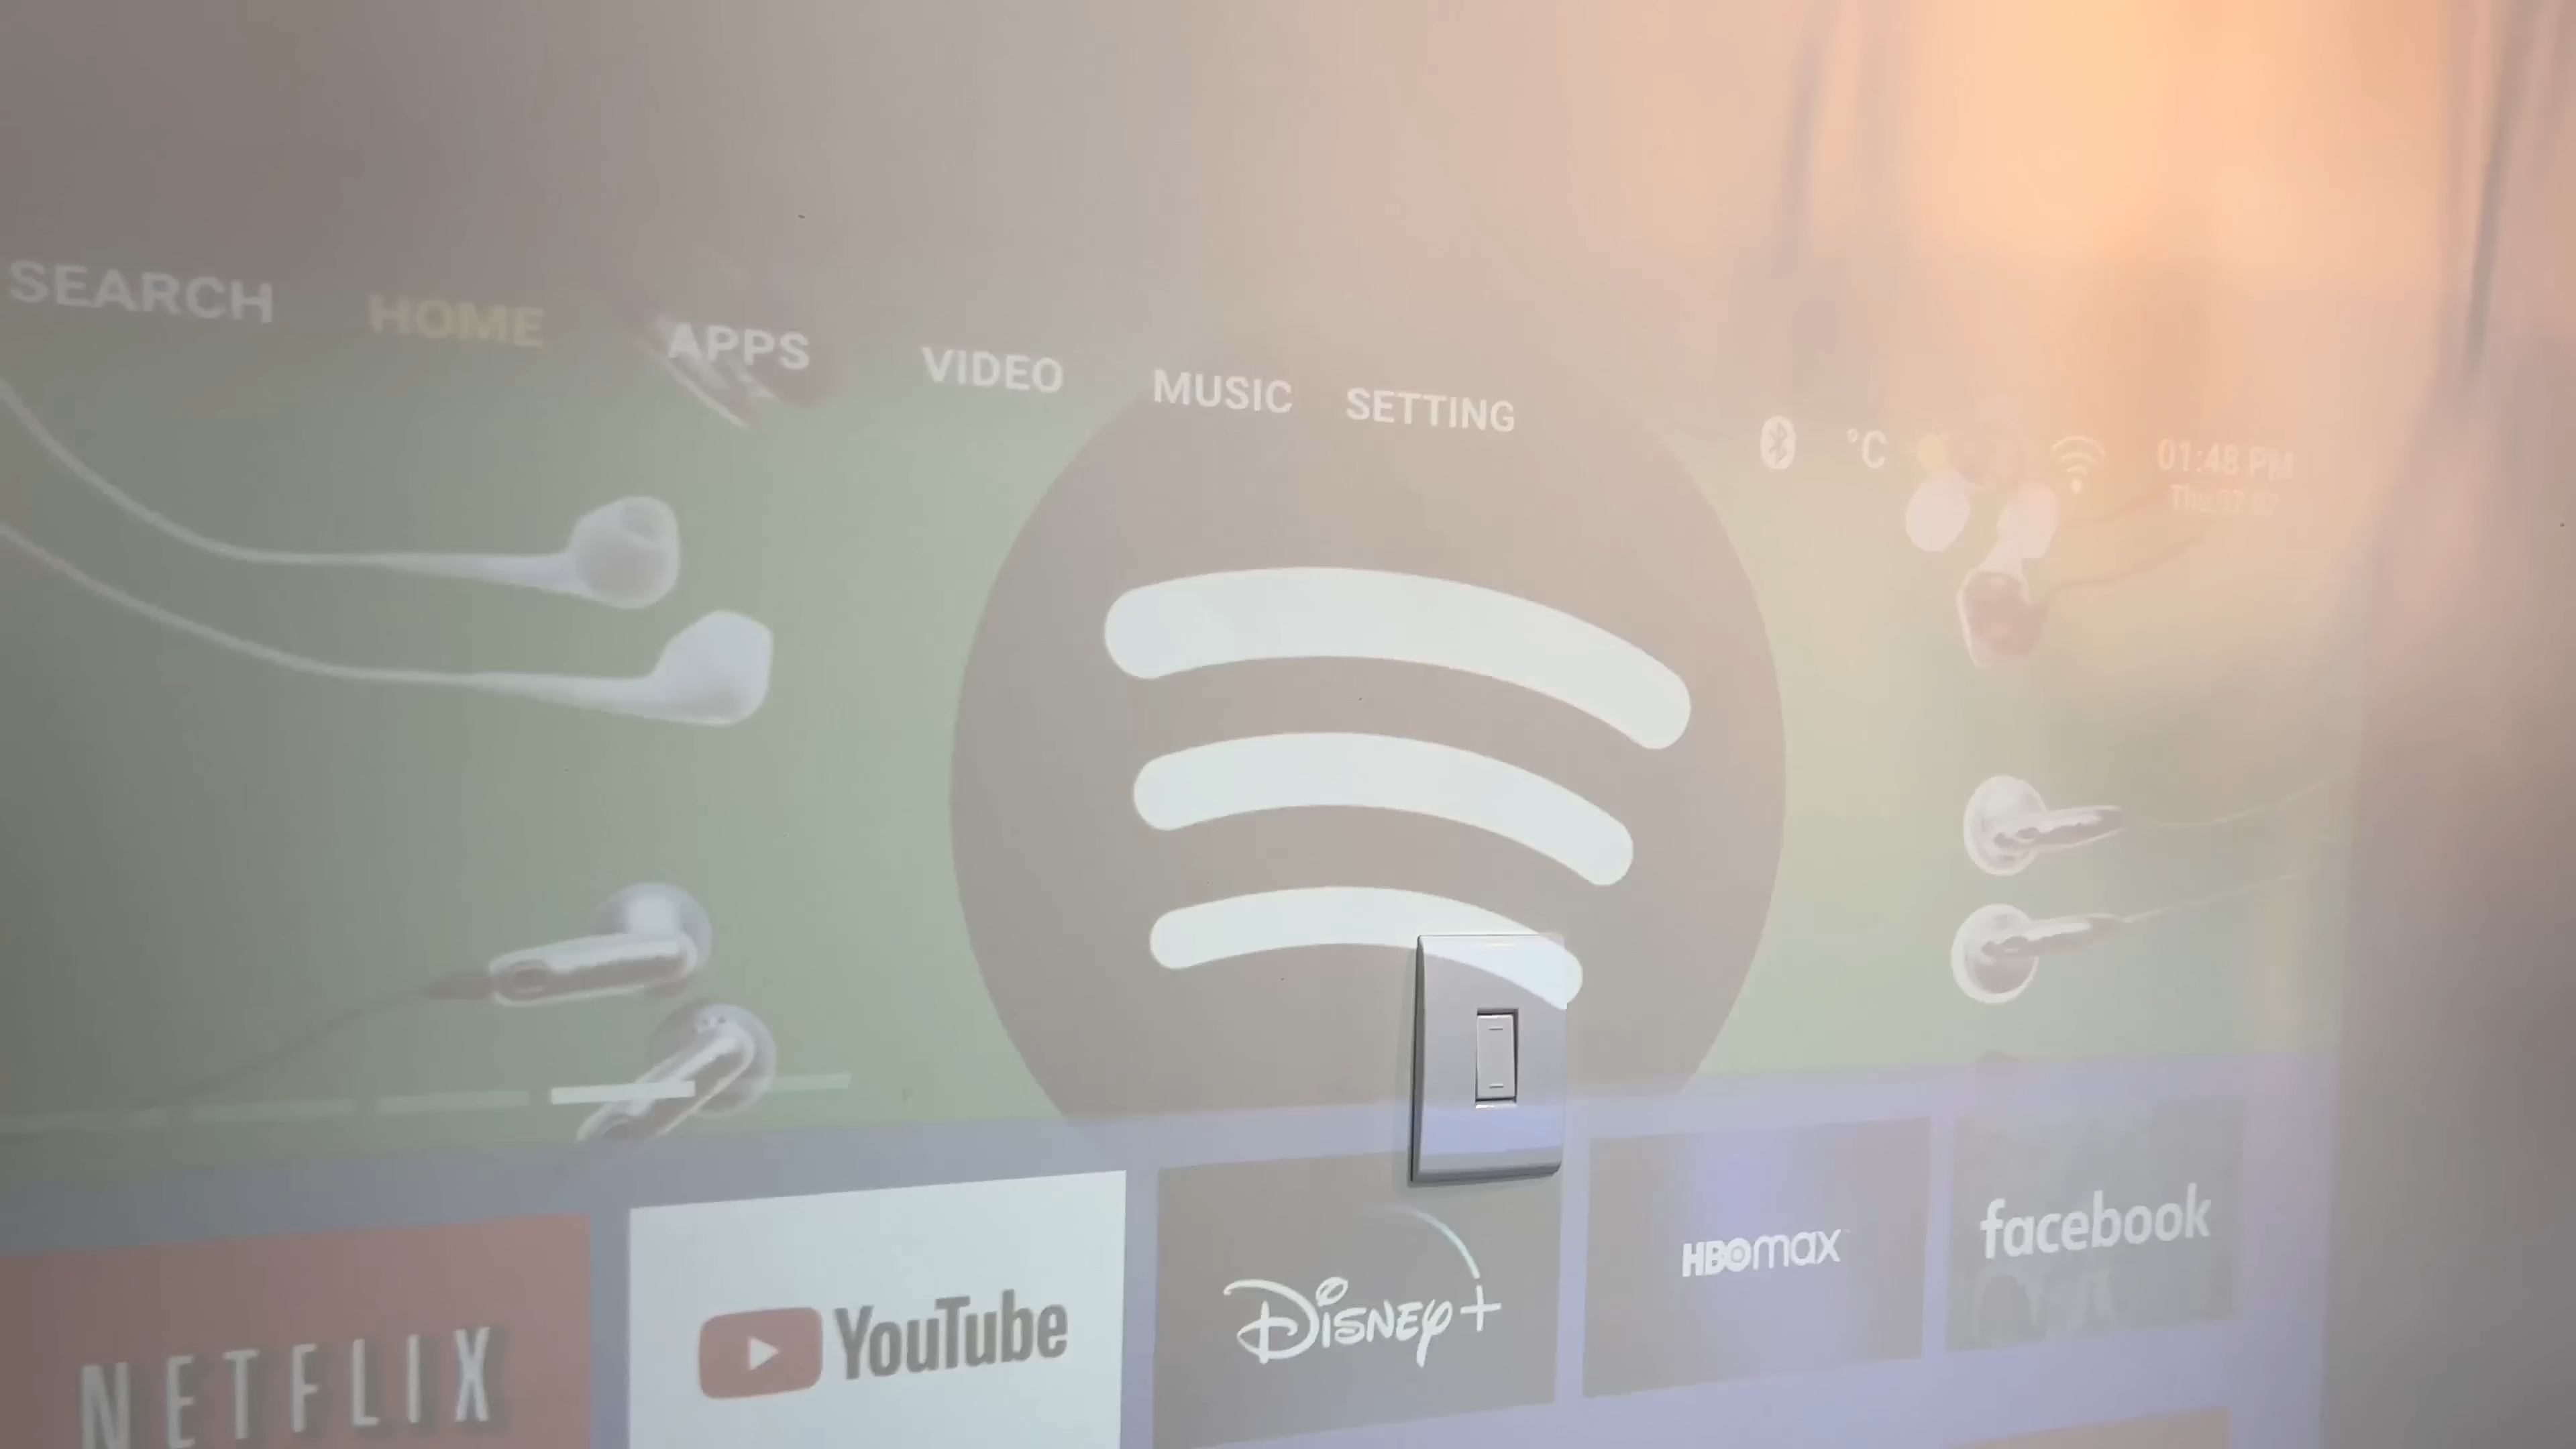 SEARCH HOME APPS VIDEO MUSIC SETTING °C 01:48 PM
NETFLIX YouTube Disney+ HBOmax facebook